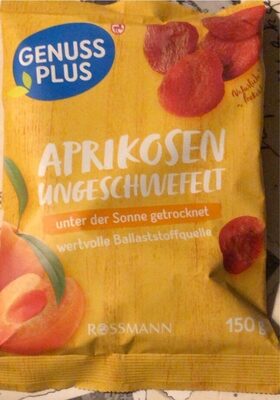 GENUSS
PLUS
APRIKOSEN
UNGESCHWEFELT
unter der Sonne getrocknet
wertvolle Ballaststoffquelle
ROSSMANN
150 g